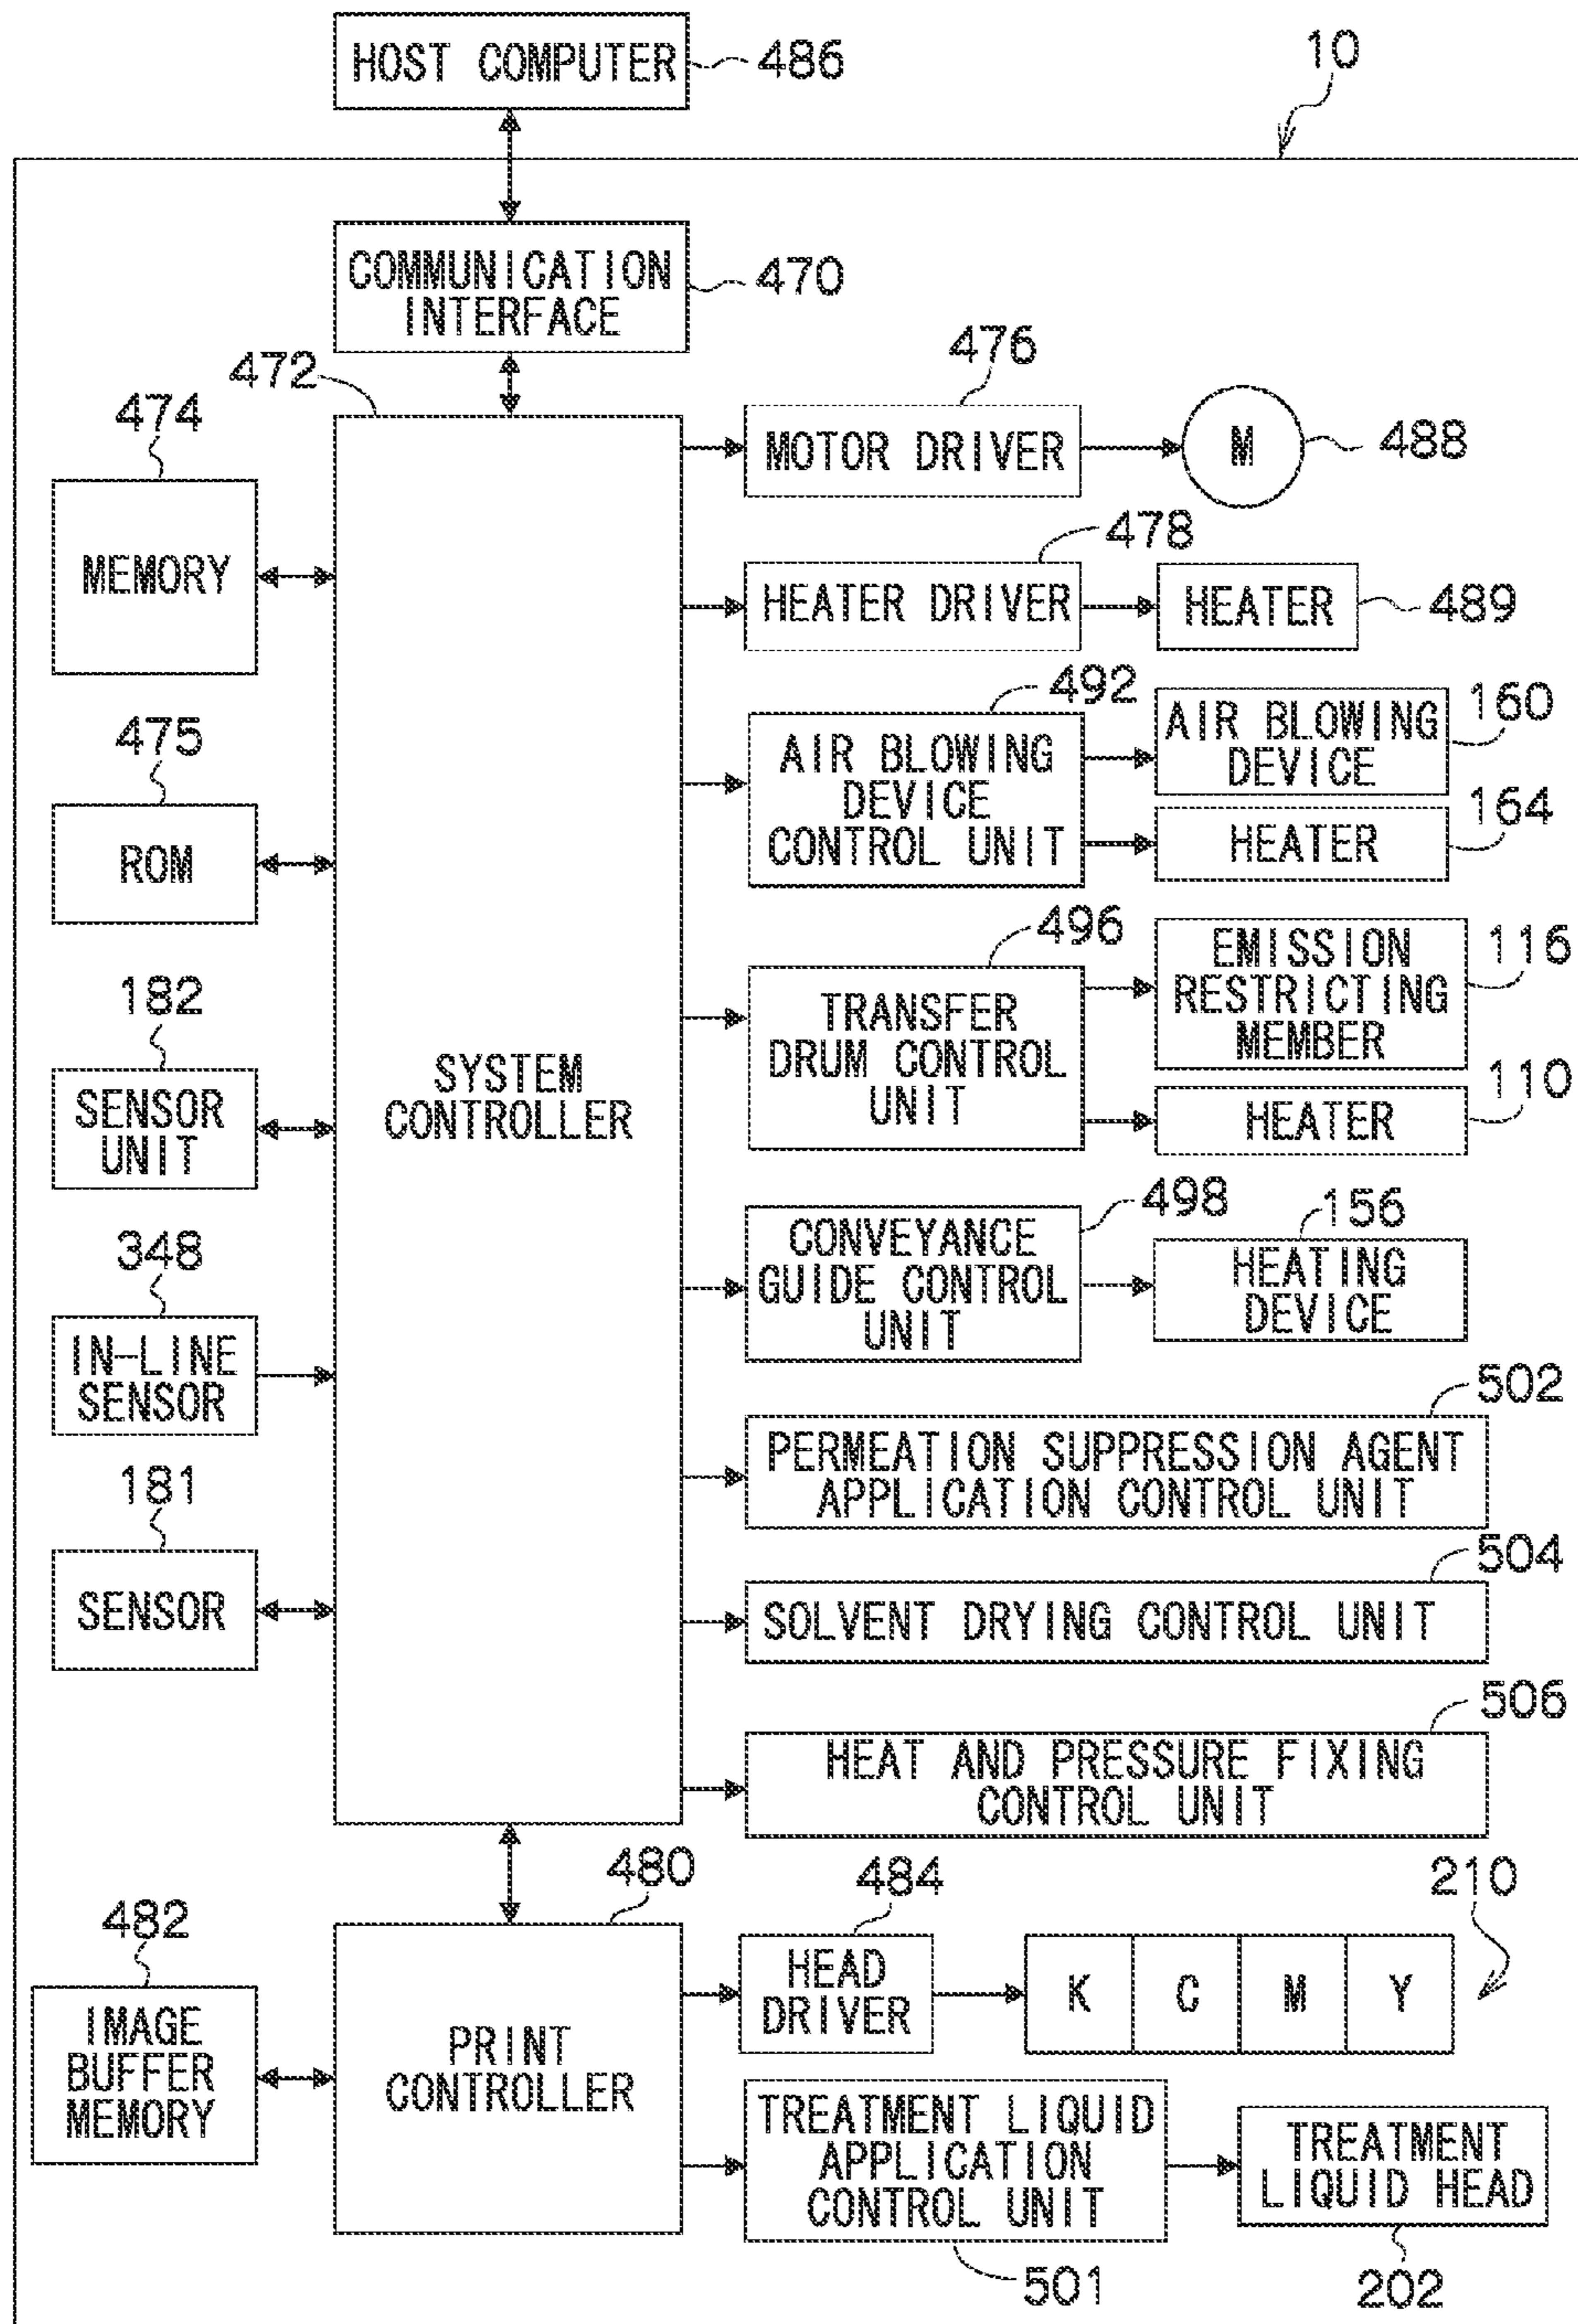 HOST COMPUTER
486
10
COMMUNICATION
INTERFACE
470
472
474
MEMORY
476
MOTOR DRIVER
M
488
478
HEATER DRIVER
HEATER
489
475
ROM
492
AIR BLOWING
DEVICE
CONTROL UNIT
AIR BLOWING
DEVICE
160
HEATER
164
SYSTEM
CONTROLLER
182
SENSOR
UNIT
496
TRANSFER
DRUM CONTROL
UNIT
EMISSION
RESTRICTING
MEMBER
116
HEATER
110
348
IN-LINE
SENSOR
498
CONVEYANCE
GUIDE CONTROL
UNIT
156
HEATING
DEVICE
181
SENSOR
502
PERMEATION SUPPRESSION AGENT
APPLICATION CONTROL UNIT
504
SOLVENT DRYING CONTROL UNIT
506
HEAT AND PRESSURE FIXING
CONTROL UNIT
480
482
IMAGE
BUFFER
MEMORY
PRINT
CONTROLLER
484
HEAD
DRIVER
210
K C M Y
TREATMENT LIQUID
APPLICATION
CONTROL UNIT
501
TREATMENT
LIQUID HEAD
202